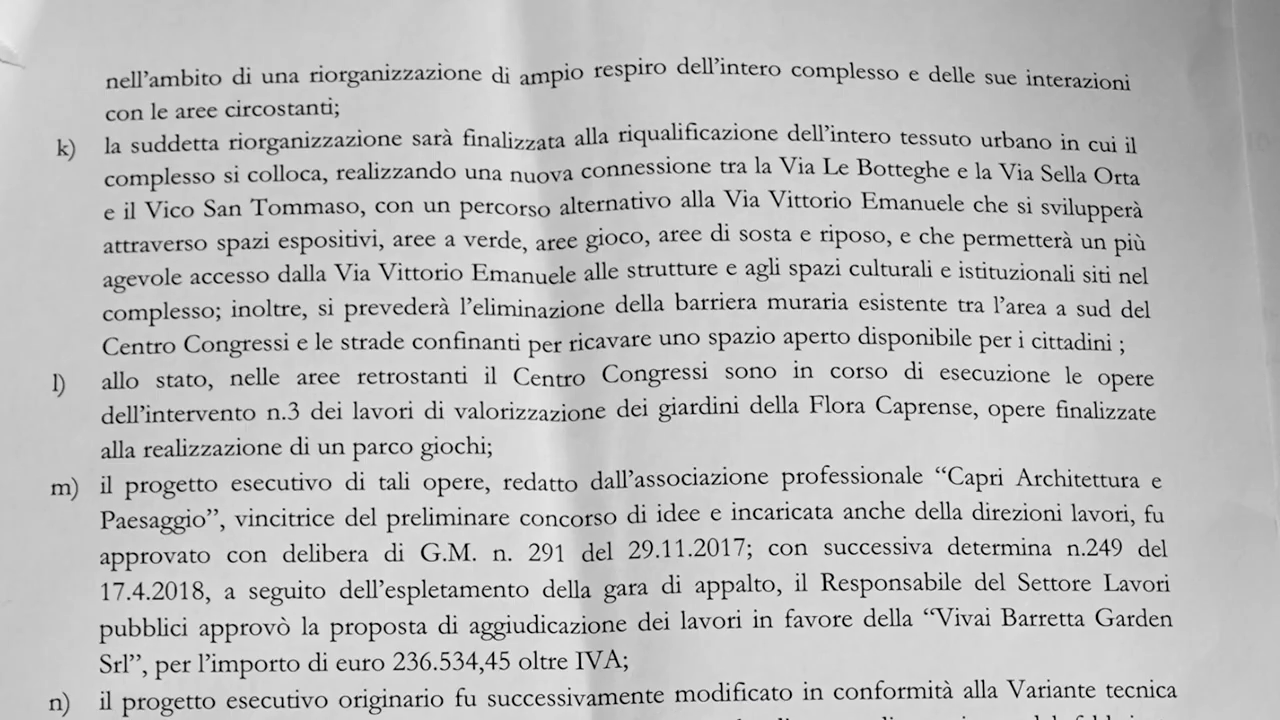 nell'ambito di una riorganizzazione di ampio respiro dell'intero complesso e delle sue interazioni
con le aree circostanti;
k) la suddetta riorganizzazione sarà finalizzata alla riqualificazione dell'intero tessuto urbano in cui il
complesso si colloca, realizzando una nuova connessione tra la Via Le Botteghe e la Via Sella Orta
e il Vico San Tommaso, con un percorso alternativo alla Via Vittorio Emanuele che si svilupperà
attraverso spazi espositivi, aree a verde, aree gioco, aree di sosta e riposo, e che permetterà un più
agevole accesso dalla Via Vittorio Emanuele alle strutture e agli spazi culturali e istituzionali siti nel
complesso; inoltre, si prevederà l'eliminazione della barriera muraria esistente tra l'area a sud del
Centro Congressi e le strade confinanti per ricavare uno spazio aperto disponibile per i cittadini ;
l) allo stato, nelle aree retrostanti il Centro Congressi sono in corso di esecuzione le opere
dell'intervento n.3 dei lavori di valorizzazione dei giardini della Flora Caprense, opere finalizzate
alla realizzazione di un parco giochi;
m) il progetto esecutivo di tali opere, redatto dall'associazione professionale “Capri Architettura e
Paesaggio”, vincitrice del preliminare concorso di idee e incaricata anche della direzioni lavori, fu
approvato con delibera di G.M. n. 291 del 29.11.2017; con successiva determina n.249 del
17.4.2018, a seguito dell'espletamento della gara di appalto, il Responsabile del Settore Lavori
pubblici approvò la proposta di aggiudicazione dei lavori in favore della “Vivai Barretta Garden
Srl”, per l'importo di euro 236.534,45 oltre IVA;
n) il progetto esecutivo originario fu successivamente modificato in conformità alla Variante tecnica